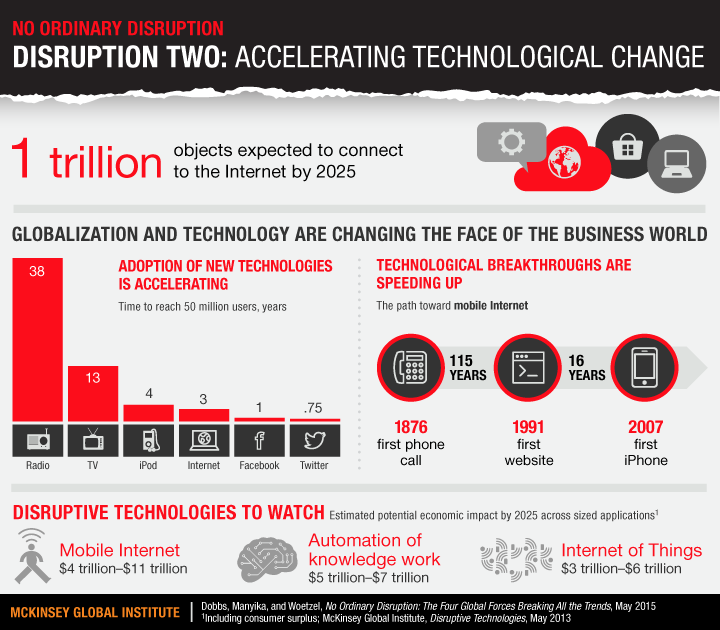 NO ORDINARY DISRUPTION
DISRUPTION TWO: ACCELERATING TECHNOLOGICAL CHANGE
1 trillion
objects expected to connect
to the Internet by 2025
GLOBALIZATION AND TECHNOLOGY ARE CHANGING THE FACE OF THE BUSINESS WORLD
ADOPTION OF NEW TECHNOLOGIES
IS ACCELERATING
Time to reach 50 million users, years
38
13
4
3
1
.75
Radio
TV
iPod
Internet
Facebook
Twitter
TECHNOLOGICAL BREAKTHROUGHS ARE
SPEEDING UP
The path toward mobile Internet
115
YEARS
16
YEARS
1876
first phone
call
1991
first
website
2007
first
iPhone
DISRUPTIVE TECHNOLOGIES TO WATCH Estimated potential economic impact by 2025 across sized applications¹
Mobile Internet
$4 trillion–$11 trillion
Automation of
knowledge work
$5 trillion–$7 trillion
Internet of Things
$3 trillion–$6 trillion
MCKINSEY GLOBAL INSTITUTE
Dobbs, Manyika, and Woetzel, No Ordinary Disruption: The Four Global Forces Breaking All the Trends, May 2015
¹Including consumer surplus; McKinsey Global Institute, Disruptive Technologies, May 2013